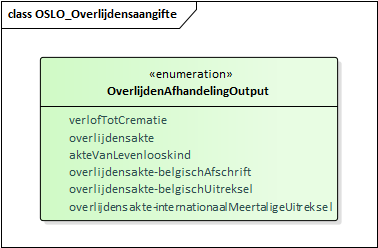 class OSLO_Overlijdensaangifte
«enumeration»
OverlijdenAfhandelingOutput
verlofTotCrematie
overlijdensakte
akteVanLevenlooskind
overlijdensakte-belgischAfschrift
overlijdensakte-belgischUitreksel
overlijdensakte-internationaalMeertaligeUitreksel